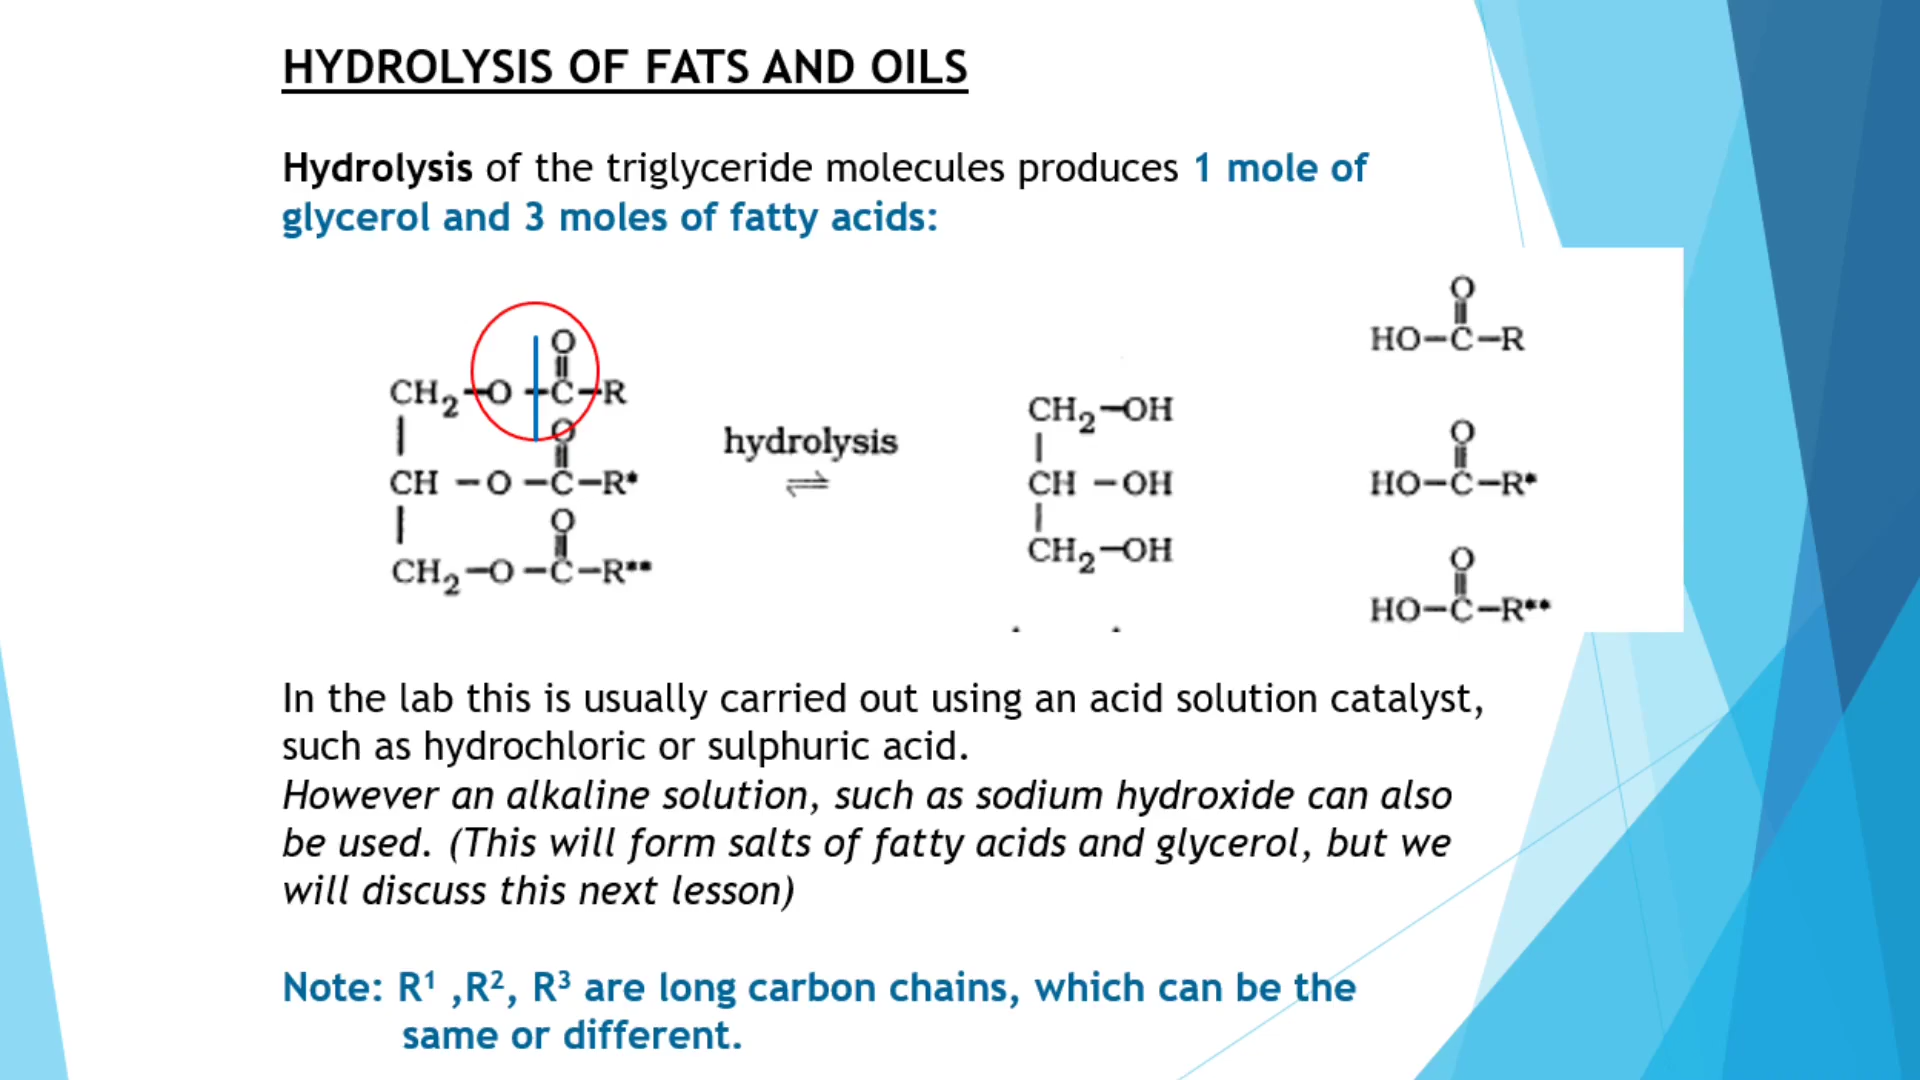 HYDROLYSIS OF FATS AND OILS
Hydrolysis of the triglyceride molecules produces 1 mole of
glycerol and 3 moles of fatty acids:
O
CH₂—O—C—R
O
CH—O—C—R*
O
CH₂—O—C—R**
hydrolysis
⇌
CH₂—OH
CH—OH
CH₂—OH
O
HO—C—R
O
HO—C—R*
O
HO—C—R**
In the lab this is usually carried out using an acid solution catalyst,
such as hydrochloric or sulphuric acid.
However an alkaline solution, such as sodium hydroxide can also
be used. (This will form salts of fatty acids and glycerol, but we
will discuss this next lesson)
Note: R¹ ,R², R³ are long carbon chains, which can be the
same or different.